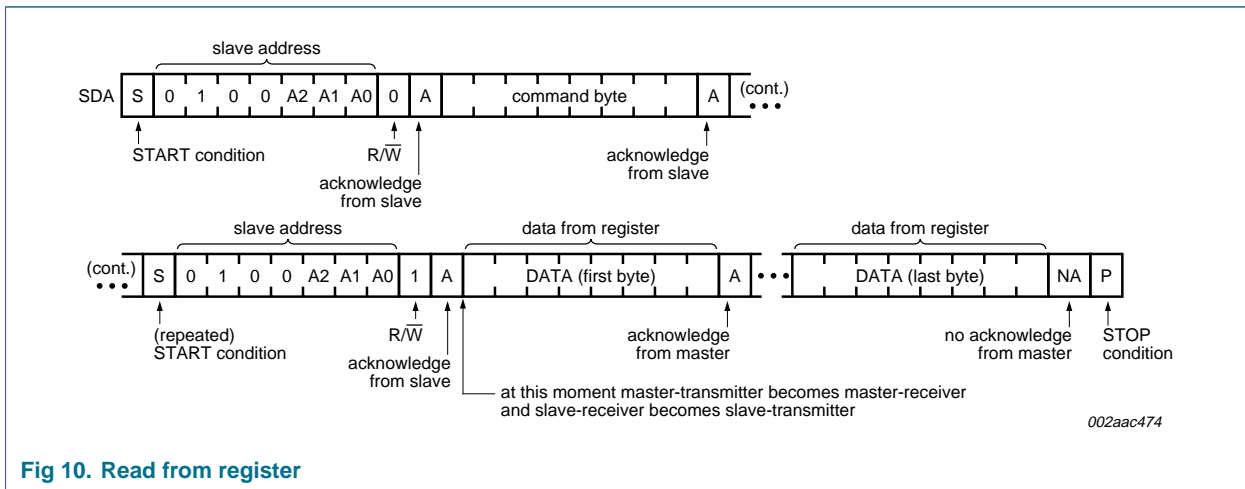 slave address
SDA S 0 1 0 0 A2 A1 A0 0 A command byte A (cont.)
START condition
R/W̅
acknowledge
from slave
acknowledge
from slave
slave address
data from register
data from register
(cont.) S 0 1 0 0 A2 A1 A0 1 A DATA (first byte) A DATA (last byte) NA P
(repeated)
START condition
R/W̅
acknowledge
from slave
acknowledge
from master
no acknowledge
from master
STOP
condition
at this moment master-transmitter becomes master-receiver
and slave-receiver becomes slave-transmitter
002aac474
Fig 10. Read from register